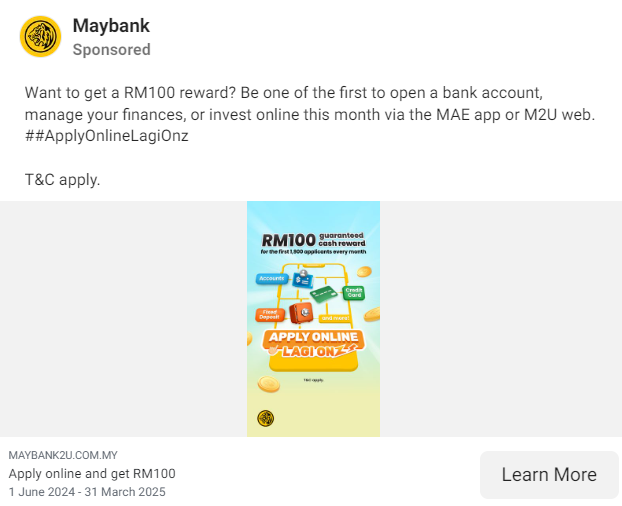 Maybank
Sponsored
Want to get a RM100 reward? Be one of the first to open a bank account,
manage your finances, or invest online this month via the MAE app or M2U web.
##ApplyOnlineLagiOnz
T&C apply.
RM100 guaranteed
cash reward
for the first 1,900 applicants every month
Accounts
Credit
Card
Fixed
Deposit
and more!
APPLY ONLINE
LAGI ONZ
T&C apply.
MAYBANK2U.COM.MY
Apply online and get RM100
1 June 2024 - 31 March 2025
Learn More